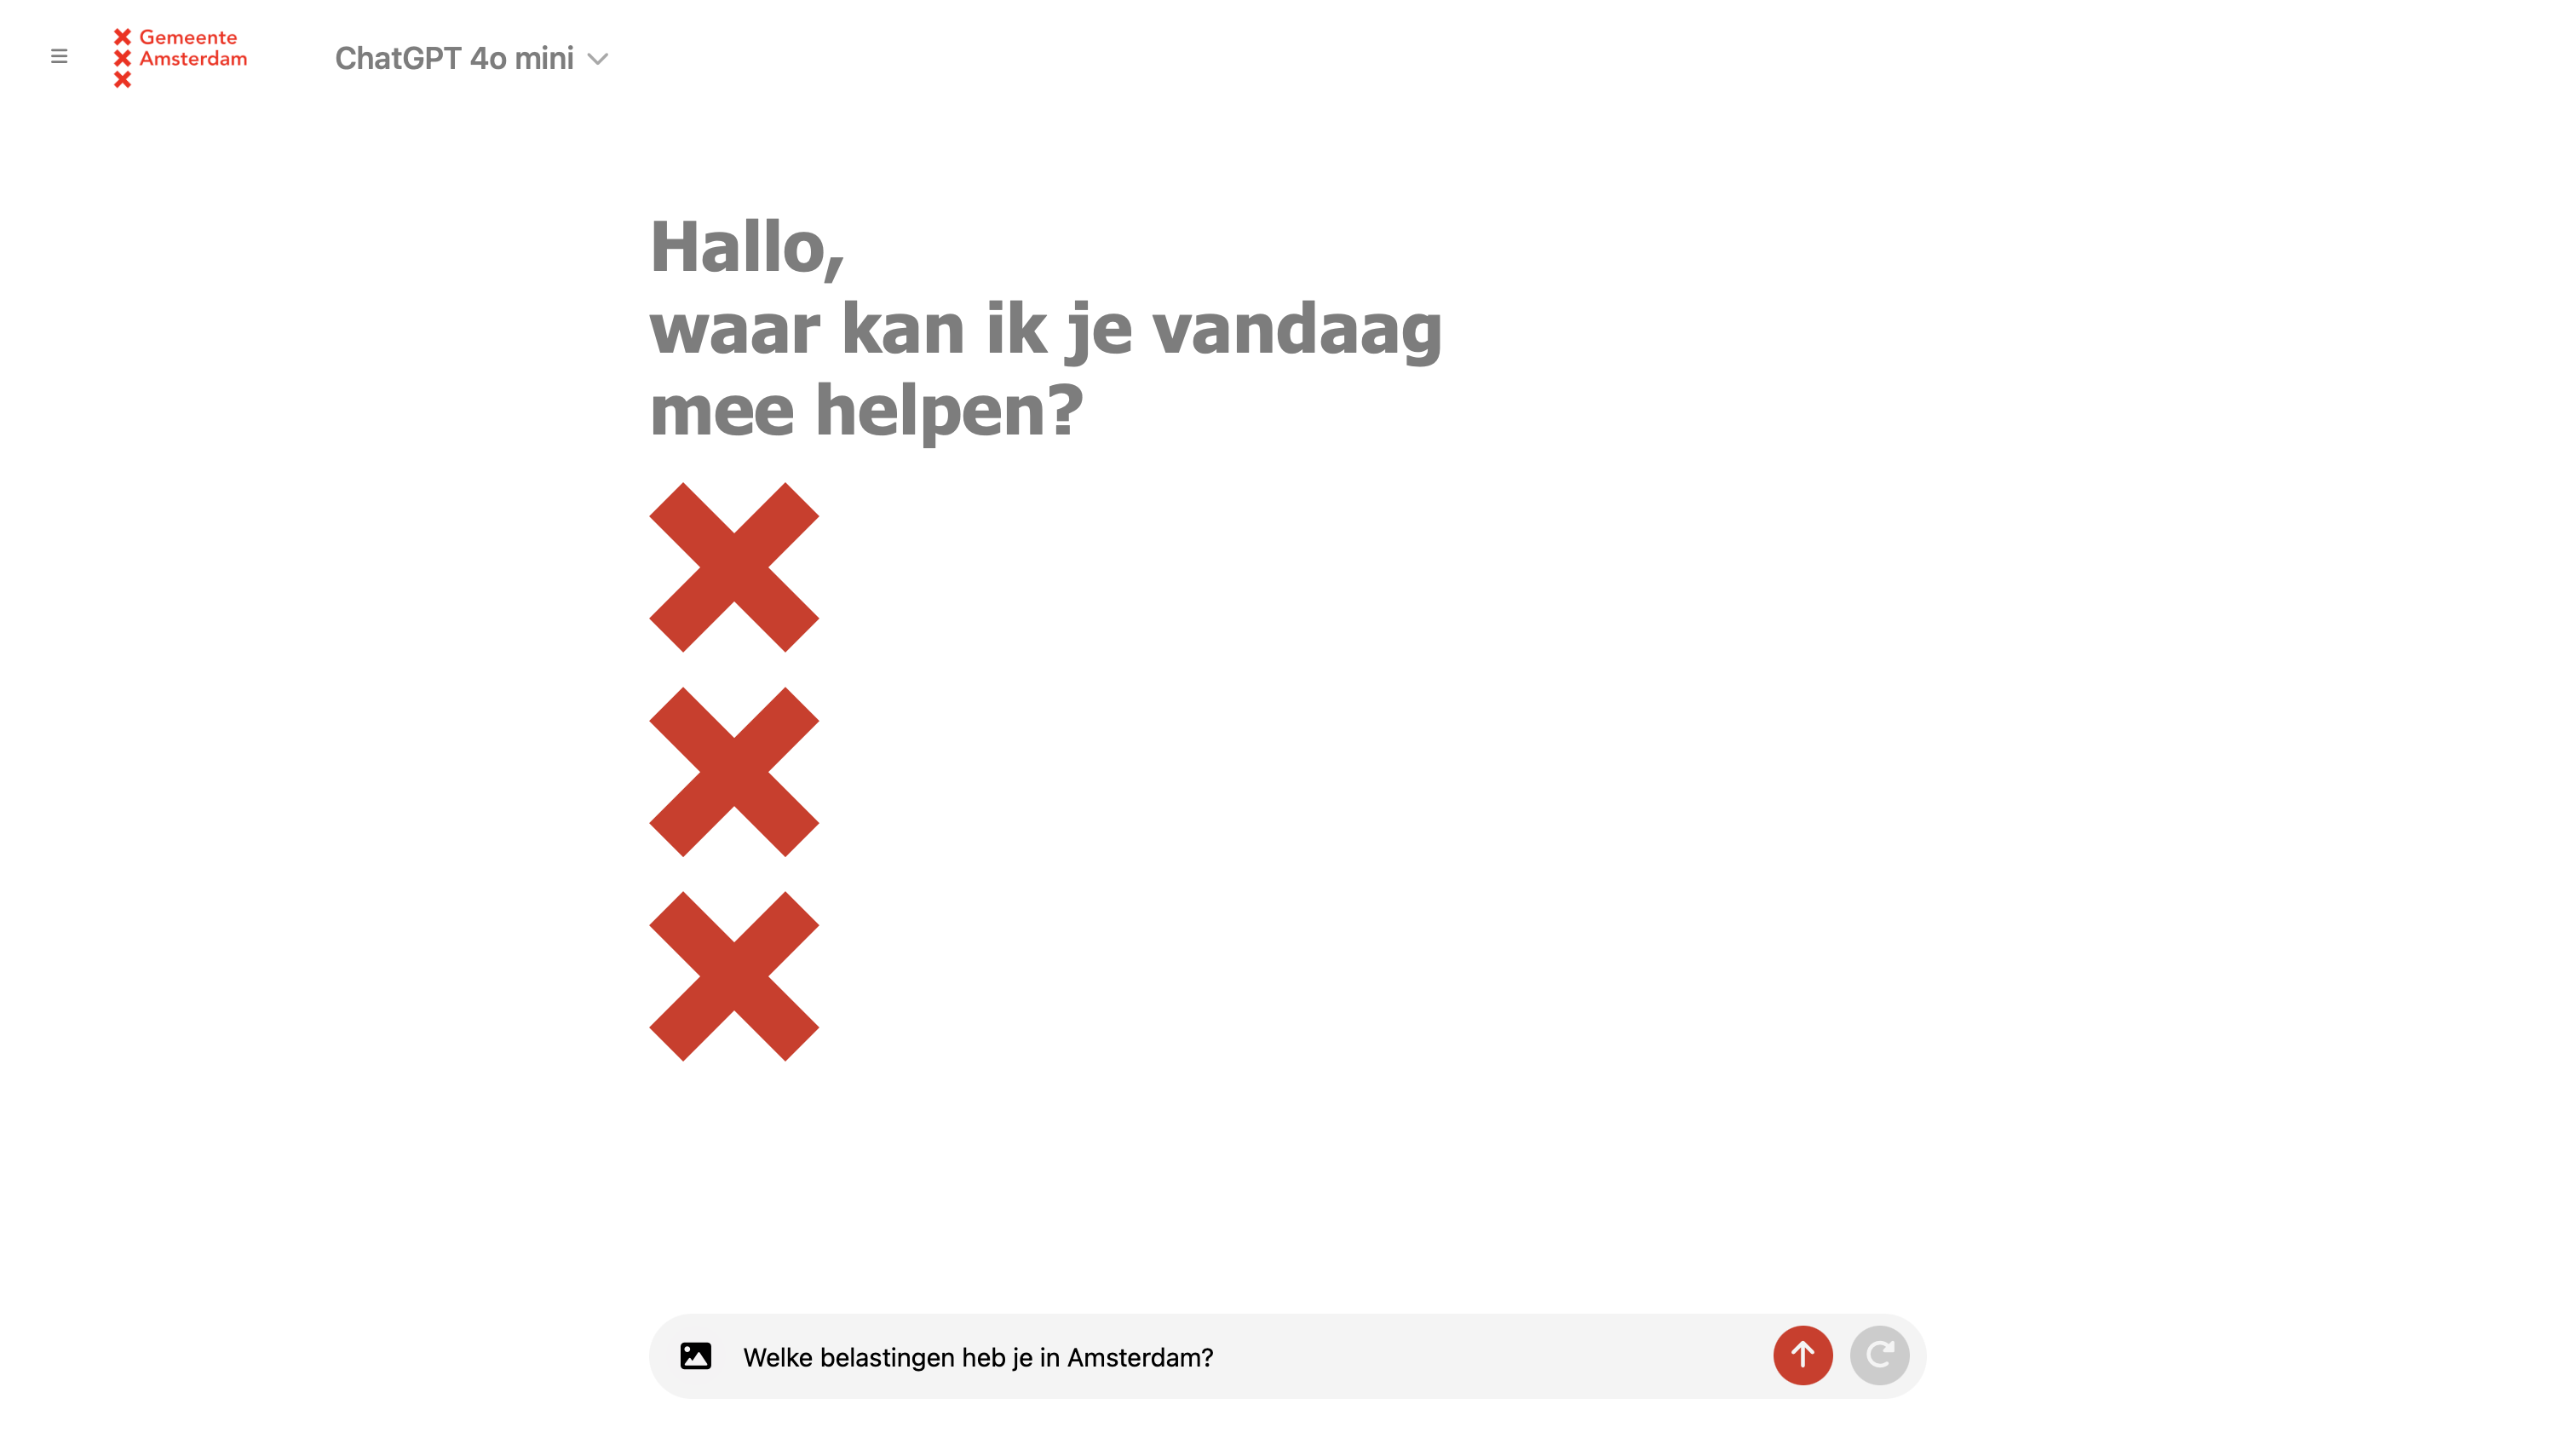 Gemeente
Amsterdam
ChatGPT 4o mini
Hallo,
waar kan ik je vandaag
mee helpen?
Welke belastingen heb je in Amsterdam?